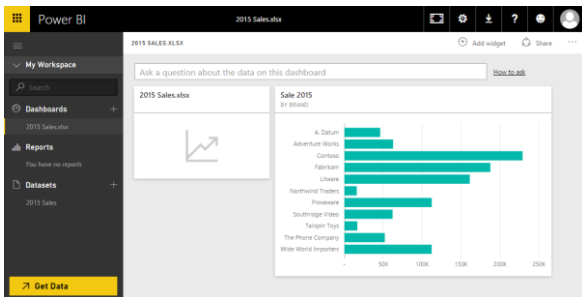 Power BI
2015 Sales.xlsx
?
My Workspace
Search
Dashboards +
2015 Sales.xlsx
Reports
You have no reports
Datasets +
2015 Sales
Get Data
2015 SALES.XLSX
Add widget Share ...
Ask a question about the data on this dashboard
How to ask
2015 Sales.xlsx
Sale 2015
BY BRAND
A. Datum
Adventure Works
Contoso
Fabrikam
Litware
Northwind Traders
Proseware
Southridge Video
Tailspin Toys
The Phone Company
Wide World Importers
- 50K 100K 150K 200K 250K